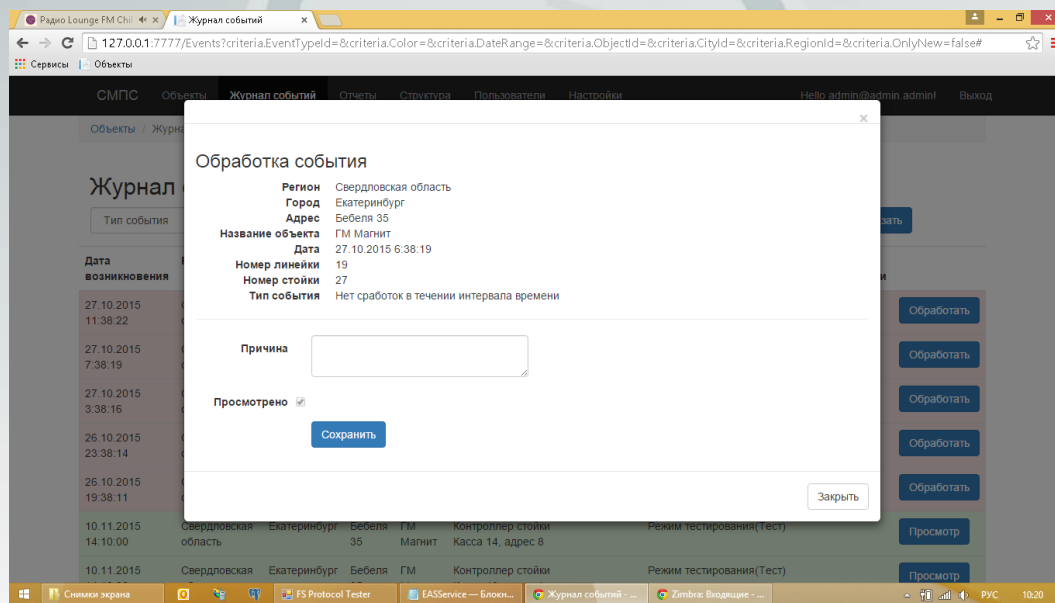 Радио Lounge FM Chil
Журнал событий
127.0.0.1:7777/Events?criteria.EventTypeId=&criteria.Color=&criteria.DateRange=&criteria.ObjectId=&criteria.CityId=&criteria.RegionId=&criteria.OnlyNew=false#
Сервисы Объекты
СМПС Объекты Журнал событий Отчеты Структура Пользователи Настройки Hello admin@admin.admin! Выход
Объекты / Журна
×
Обработка события
Журнал
Регион Свердловская область
Город Екатеринбург
Адрес Бебеля 35
Название объекта ГМ Магнит
Дата 27.10.2015 6:38:19
Номер линейки 19
Номер стойки 27
Тип события Нет сработок в течении интервала времени
Тип события
зать
Дата возникновения
Причина
Просмотрено
Сохранить
Закрыть
27.10.2015 Обработать
11:38:22
27.10.2015 Обработать
7:38:19
27.10.2015 Обработать
3:38:16
26.10.2015 Обработать
23:38:14
26.10.2015 Обработать
19:38:11
10.11.2015 Свердловская Екатеринбург Бебеля ГМ Контроллер стойки Режим тестирования(Тест) Просмотр
14:10:00 область 35 Магнит Касса 14, адрес 8
10.11.2015 Свердловская Екатеринбург Бебеля ГМ Контроллер стойки Режим тестирования(Тест) Просмотр
Снимки экрана FS Protocol Tester EASService — Блокн... Журнал событий - ... Zimbra: Входящие - ... РУС 10:20